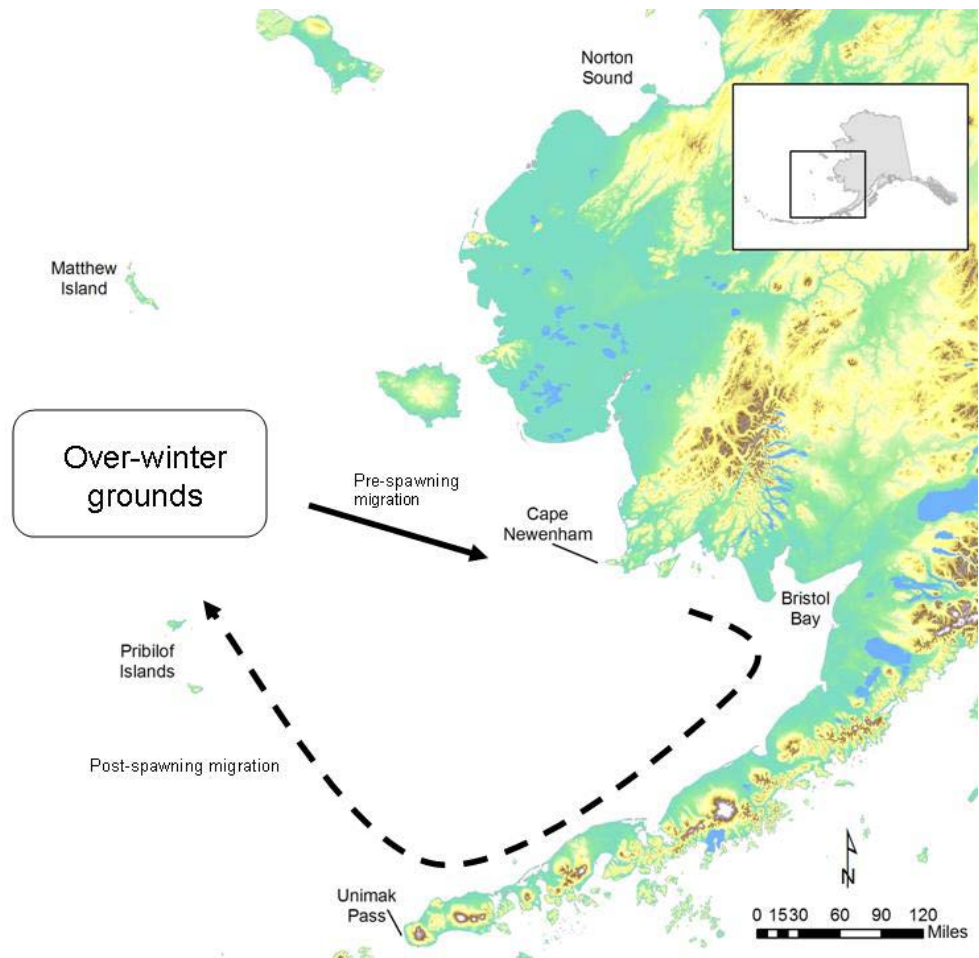 Norton
Sound
Matthew
Island
Over-winter
grounds
Pre-spawning
migration
Cape
Newenham
Bristol
Bay
Pribilof
Islands
Post-spawning migration
Unimak
Pass
N
0 15 30 60 90 120
Miles